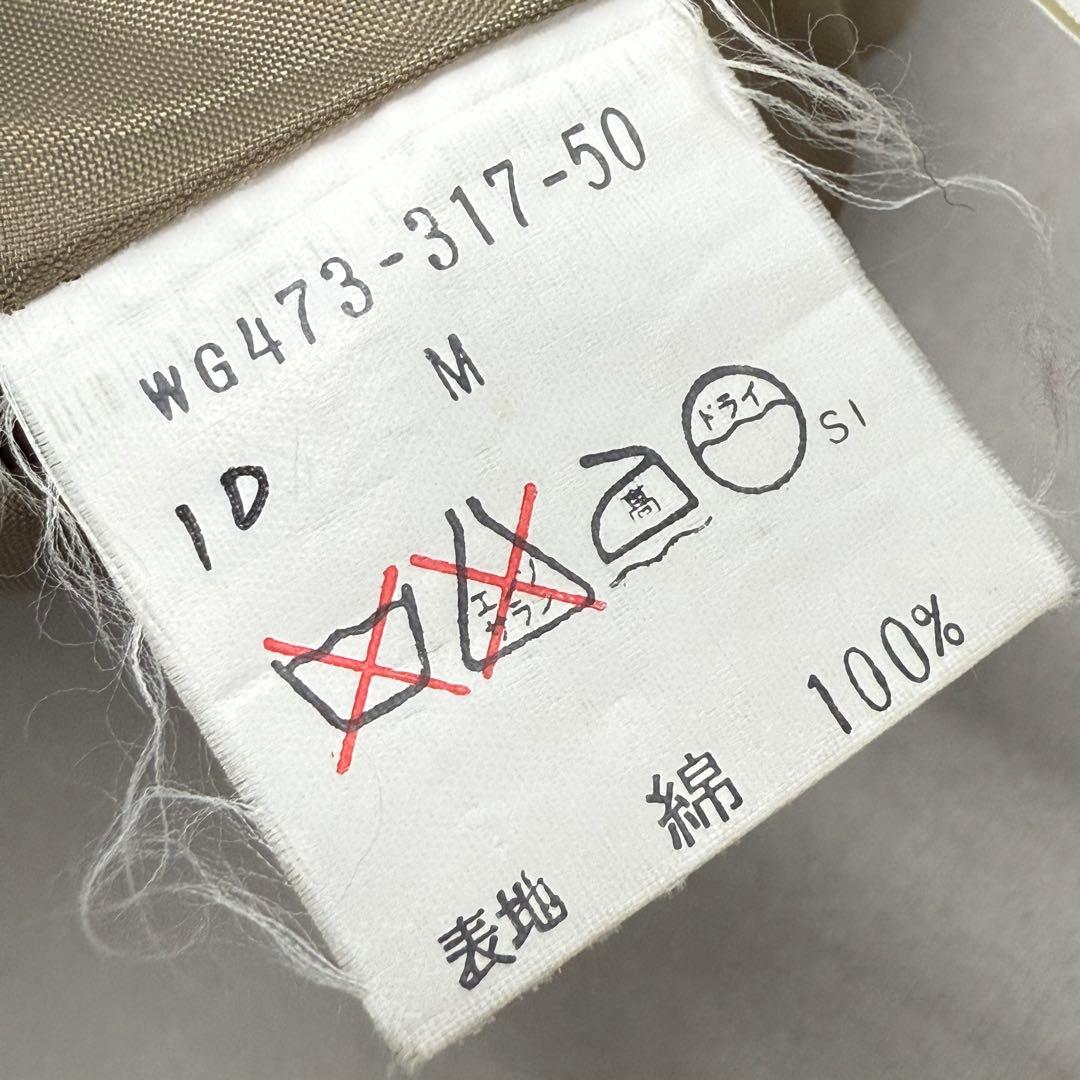 WG473-317-50
M
1D
エンソサラシ
高
ドライ
S1
表地 綿 100%